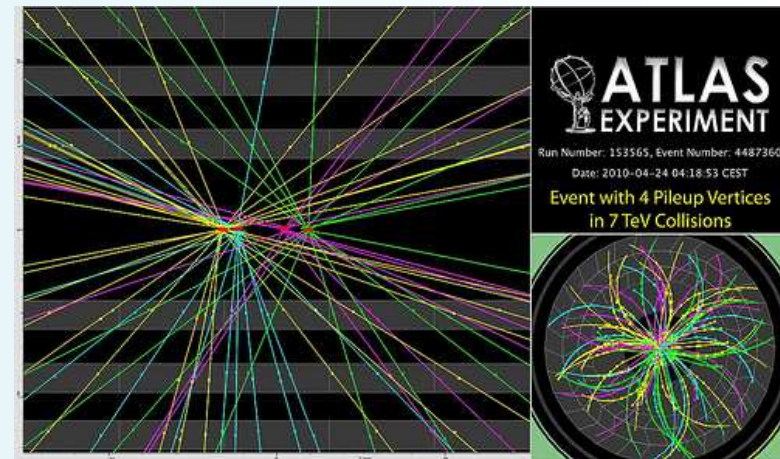 ATLAS
EXPERIMENT
Run Number: 153565, Event Number: 4487360
Date: 2010-04-24 04:18:53 CEST
Event with 4 Pileup Vertices
in 7 TeV Collisions